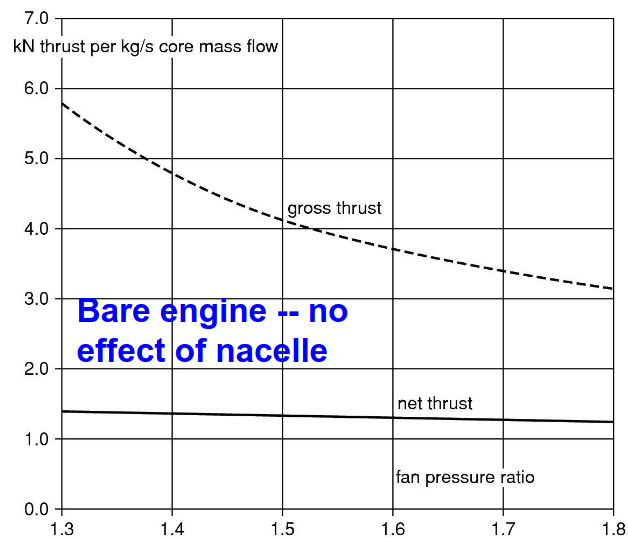 7.0
kN thrust per kg/s core mass flow
6.0
5.0
gross thrust
4.0
3.0
Bare engine -- no
effect of nacelle
2.0
net thrust
1.0
fan pressure ratio
0.0
1.3 1.4 1.5 1.6 1.7 1.8